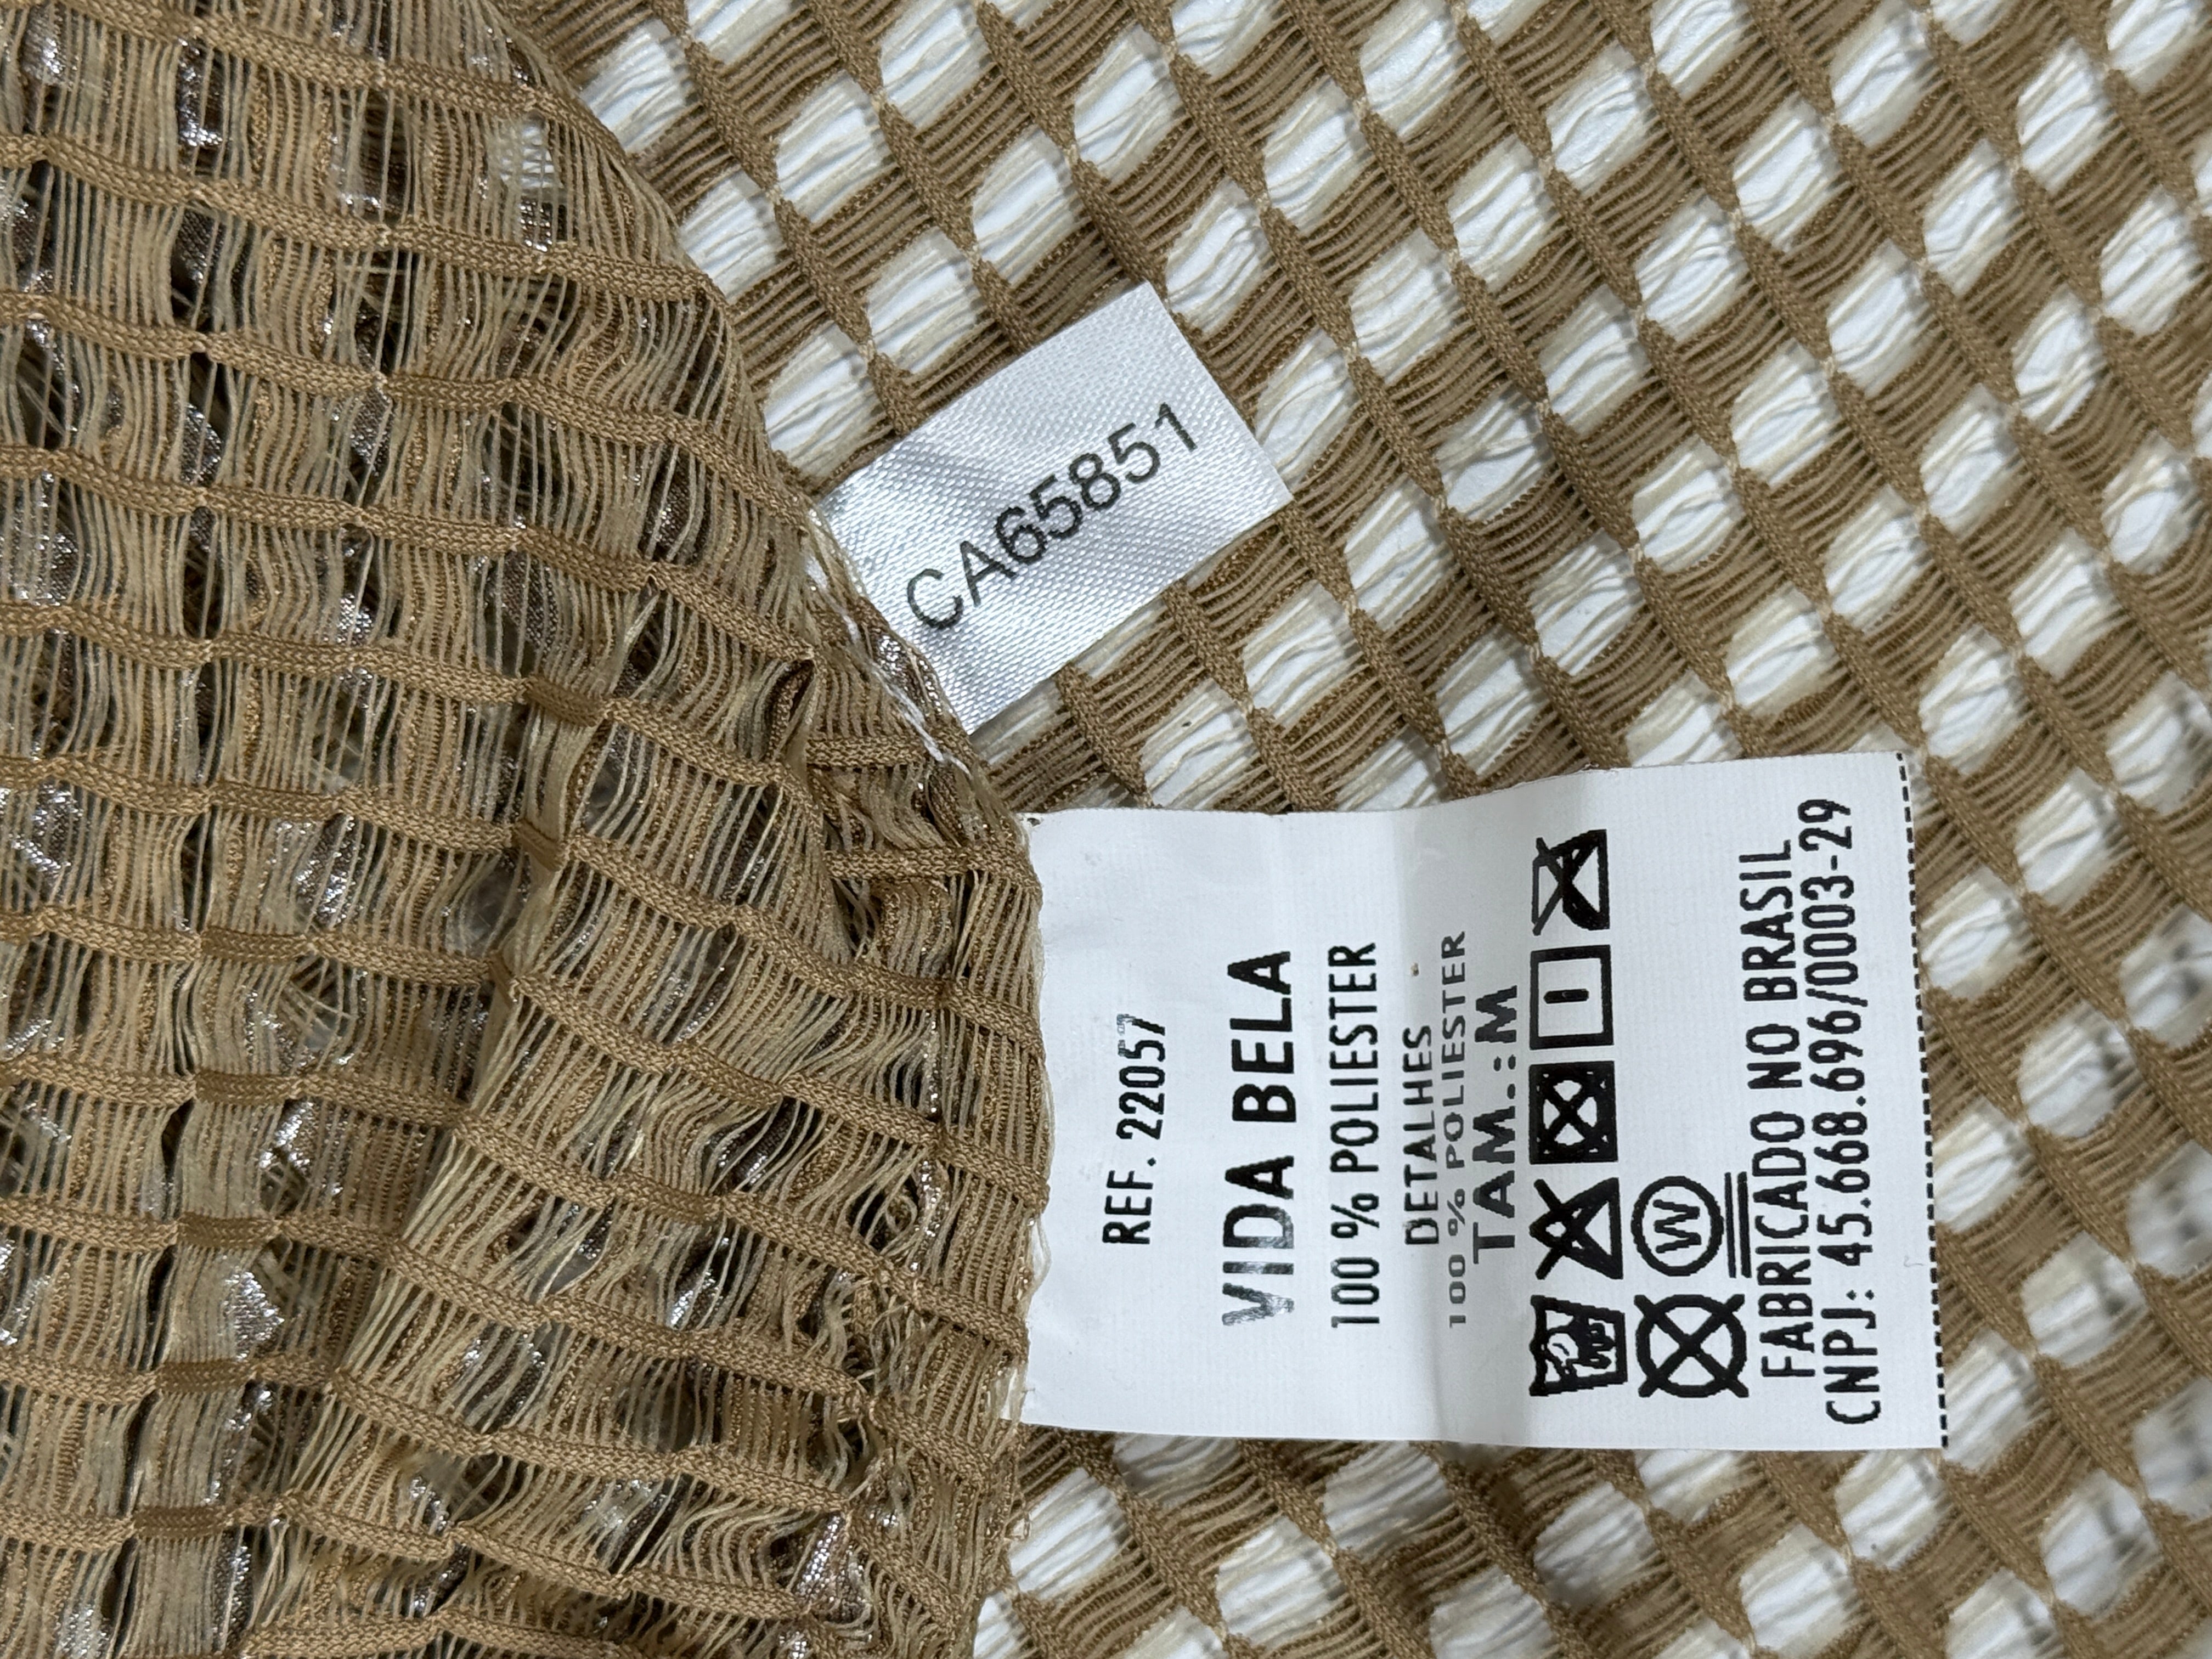 CA65851
REF. 22057
VIDA BELA
100 % POLIESTER
DETALHES
100 % POLIESTER
TAM.:M
W
FABRICADO NO BRASIL
CNPJ: 45.668.696/0003-29